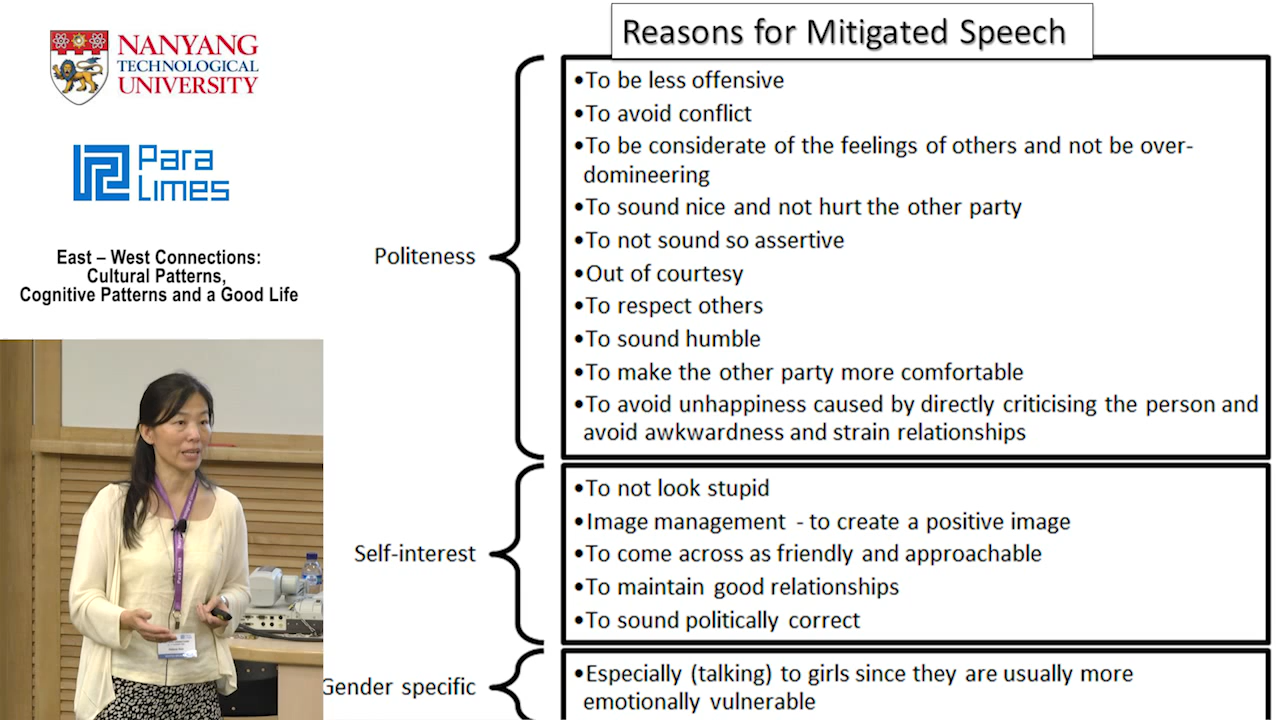 NANYANG
TECHNOLOGICAL
UNIVERSITY
Para
Limes
East – West Connections:
Cultural Patterns,
Cognitive Patterns and a Good Life
Reasons for Mitigated Speech
Politeness
•To be less offensive
•To avoid conflict
•To be considerate of the feelings of others and not be over-
domineering
•To sound nice and not hurt the other party
•To not sound so assertive
•Out of courtesy
•To respect others
•To sound humble
•To make the other party more comfortable
•To avoid unhappiness caused by directly criticising the person and
avoid awkwardness and strain relationships
Self-interest
•To not look stupid
•Image management - to create a positive image
•To come across as friendly and approachable
•To maintain good relationships
•To sound politically correct
Gender specific
•Especially (talking) to girls since they are usually more
emotionally vulnerable